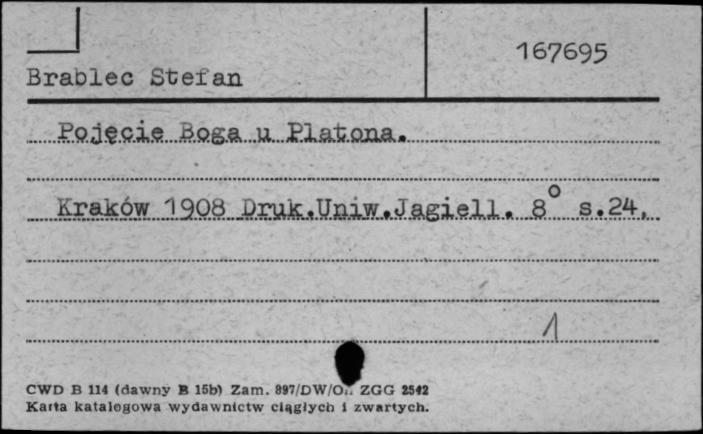 167695
Brablec Stefan
Pojęcie Boga u Platona.
Kraków 1908 Druk.Uniw.Jagiell. 8° s.24.
1
CWD B 114 (dawny B 15b) Zam. 897/DW/O ZGG 2542
Karta katalogowa wydawnictw ciągłych i zwartych.